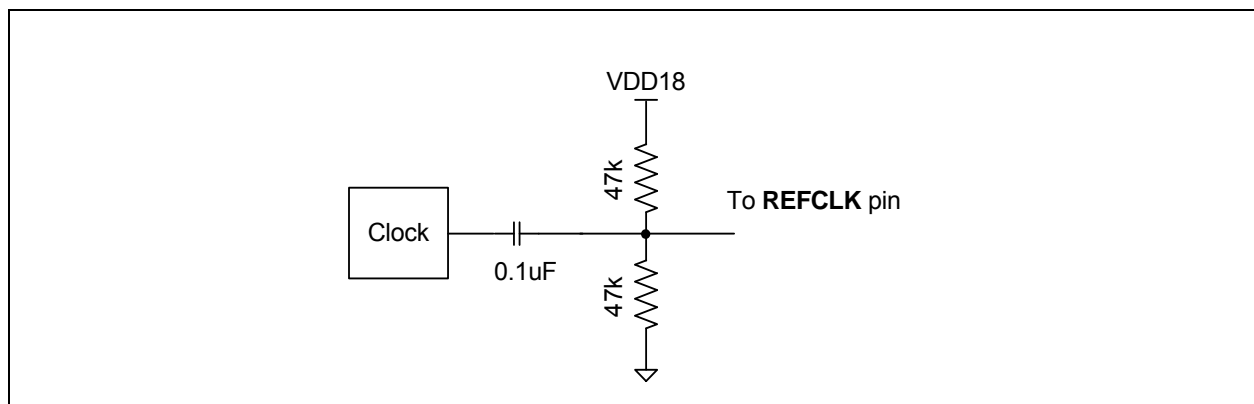 VDD18
47k
To REFCLK pin
Clock
0.1uF
47k